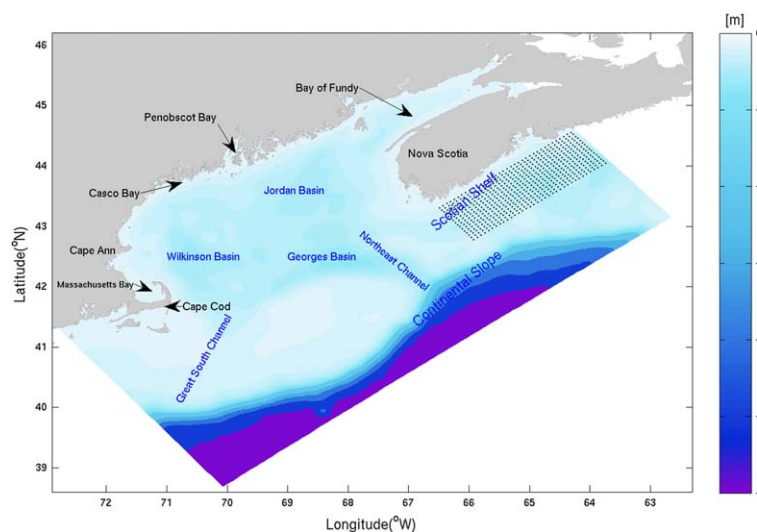 [m]
46
45
44
43
42
41
40
39
Latitude(°N)
Bay of Fundy
Penobscot Bay
Nova Scotia
Casco Bay
Jordan Basin
Scotian Shelf
Cape Ann
Wilkinson Basin
Georges Basin
Northeast Channel
Massachusetts Bay
Cape Cod
Continental Slope
Great South Channel
72
71
70
69
68
67
66
65
64
63
Longitude(°W)